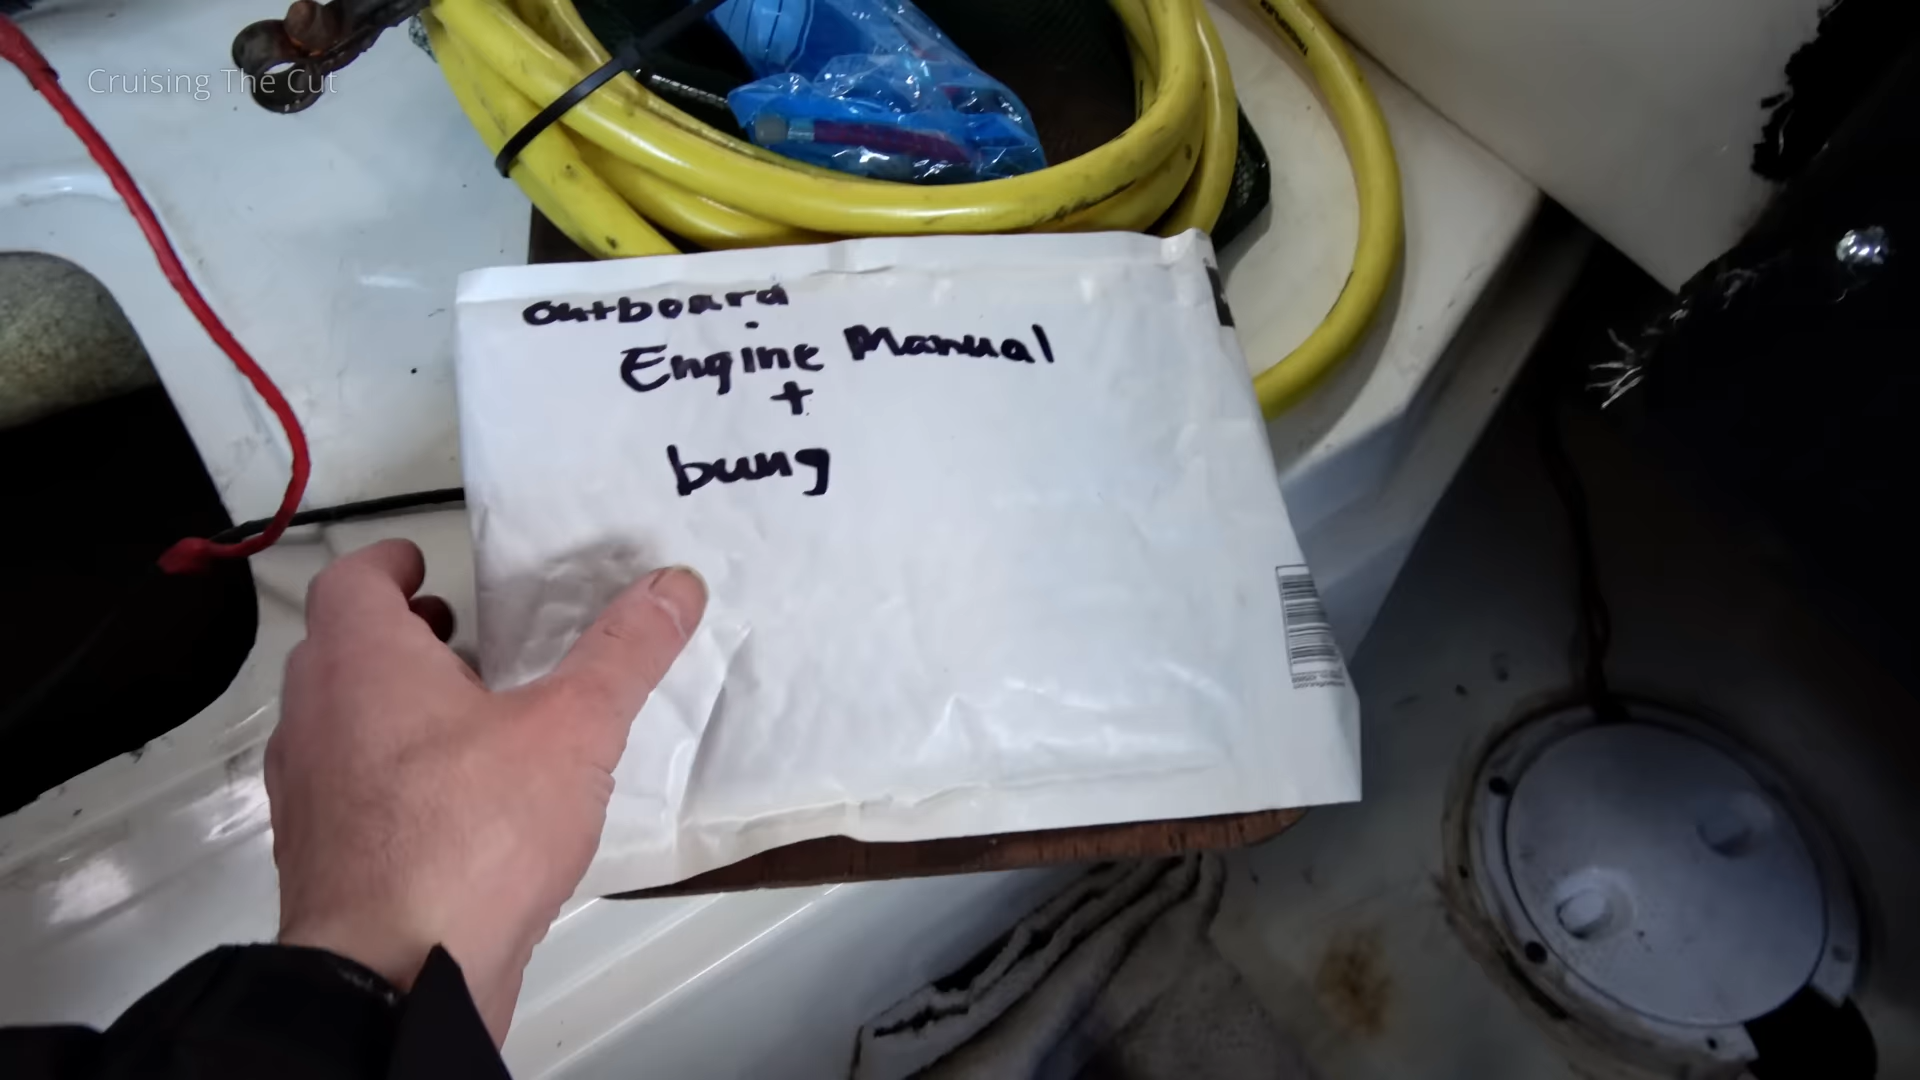 Cruising The Cut
outboard
Engine Manual
+
bung